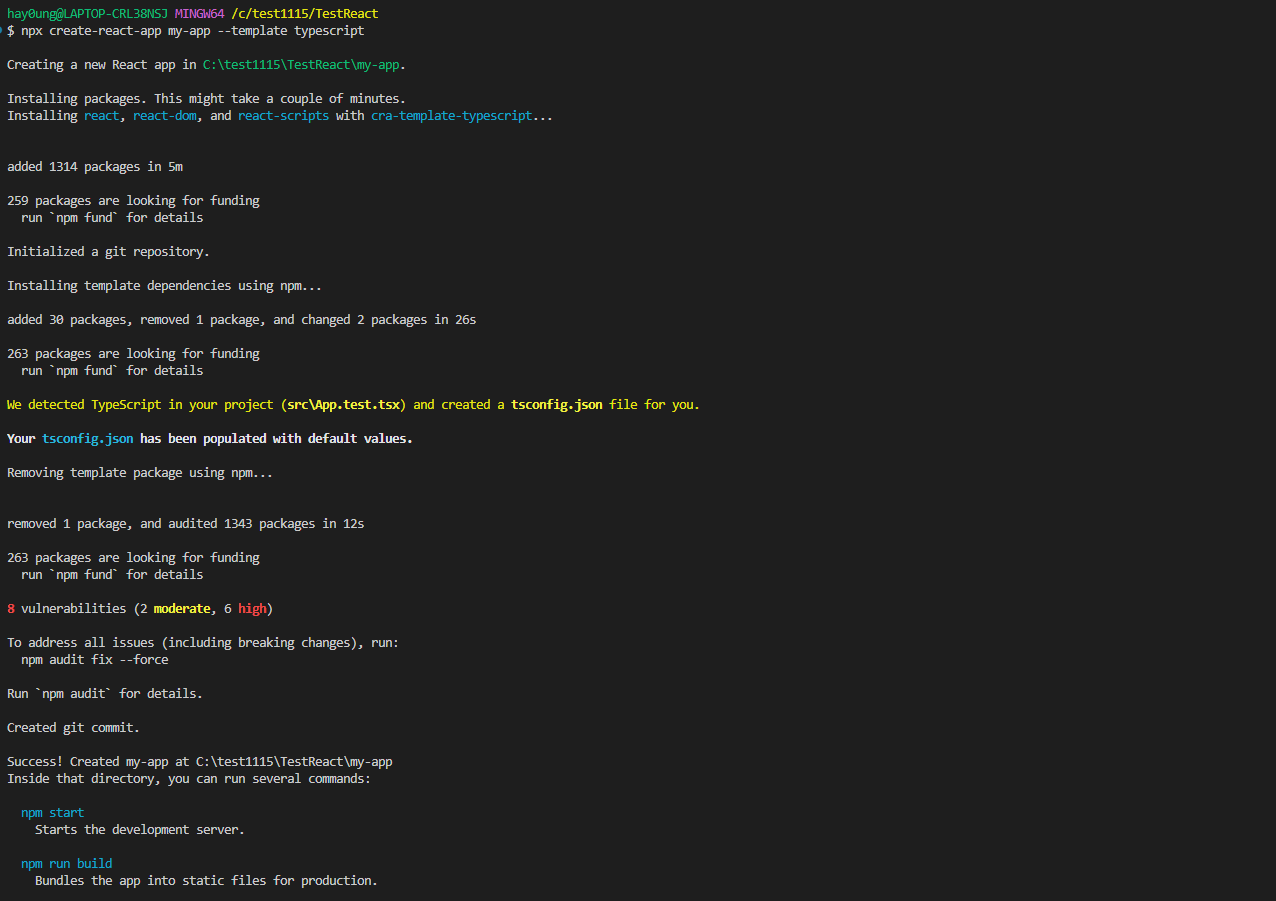 hay0ung@LAPTOP-CRL38NSJ MINGW64 /c/test1115/TestReact
$ npx create-react-app my-app --template typescript
Creating a new React app in C:\test1115\TestReact\my-app.
Installing packages. This might take a couple of minutes.
Installing react, react-dom, and react-scripts with cra-template-typescript...
added 1314 packages in 5m
259 packages are looking for funding
  run `npm fund` for details
Initialized a git repository.
Installing template dependencies using npm...
added 30 packages, removed 1 package, and changed 2 packages in 26s
263 packages are looking for funding
  run `npm fund` for details
We detected TypeScript in your project (src\App.test.tsx) and created a tsconfig.json file for you.
Your tsconfig.json has been populated with default values.
Removing template package using npm...
removed 1 package, and audited 1343 packages in 12s
263 packages are looking for funding
  run `npm fund` for details
8 vulnerabilities (2 moderate, 6 high)
To address all issues (including breaking changes), run:
  npm audit fix --force
Run `npm audit` for details.
Created git commit.
Success! Created my-app at C:\test1115\TestReact\my-app
Inside that directory, you can run several commands:
  npm start
    Starts the development server.
  npm run build
    Bundles the app into static files for production.